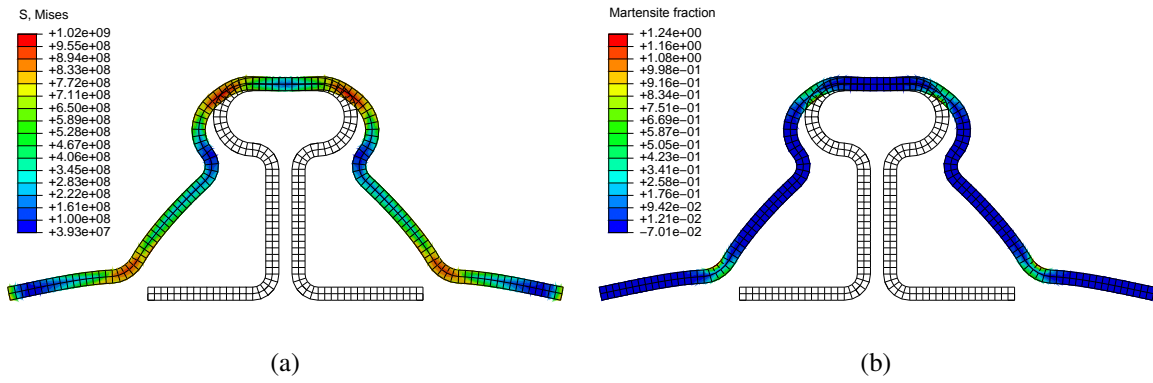 S, Mises
+1.02e+09
+9.55e+08
+8.94e+08
+8.33e+08
+7.72e+08
+7.11e+08
+6.50e+08
+5.89e+08
+5.28e+08
+4.67e+08
+4.06e+08
+3.45e+08
+2.83e+08
+2.22e+08
+1.61e+08
+1.00e+08
+3.93e+07
(a)
Martensite fraction
+1.24e+00
+1.16e+00
+1.08e+00
+9.98e−01
+9.16e−01
+8.34e−01
+7.51e−01
+6.69e−01
+5.87e−01
+5.05e−01
+4.23e−01
+3.41e−01
+2.58e−01
+1.76e−01
+9.42e−02
+1.21e−02
−7.01e−02
(b)